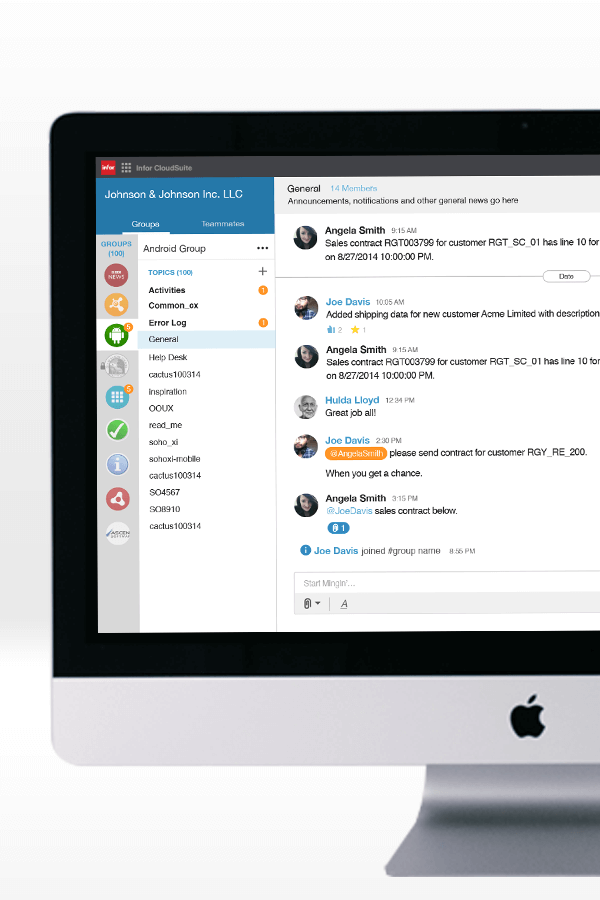 infor Infor CloudSuite
Johnson & Johnson Inc. LLC
Groups Teammates
GROUPS
(100)
NEWS
5
5
Android Group •••
TOPICS (100) +
Activities 1
Common_cx
Error Log 1
General
Help Desk
cactus100314
Inspiration
OOUX
read_me
soho_xi
sohoxi-mobile
cactus100314
SO4567
SO8910
cactus100314
General 14 Members
Announcements, notifications and other general news go here
Angela Smith 9:15 AM
Sales contract RGT003799 for customer RGT_SC_01 has line 10 for
on 8/27/2014 10:00:00 PM.
Date
Joe Davis 10:05 AM
Added shipping data for new customer Acme Limited with description
2 1
Angela Smith 9:15 AM
Sales contract RGT003799 for customer RGT_SC_01 has line 10 for
on 8/27/2014 10:00:00 PM.
Hulda Lloyd 12:34 PM
Great job all!
Joe Davis 2:30 PM
@AngelaSmith please send contract for customer RGY_RE_200.
When you get a chance.
Angela Smith 3:15 PM
@JoeDavis sales contract below.
1
Joe Davis joined #group name 8:55 PM
Start Mingin'...
A